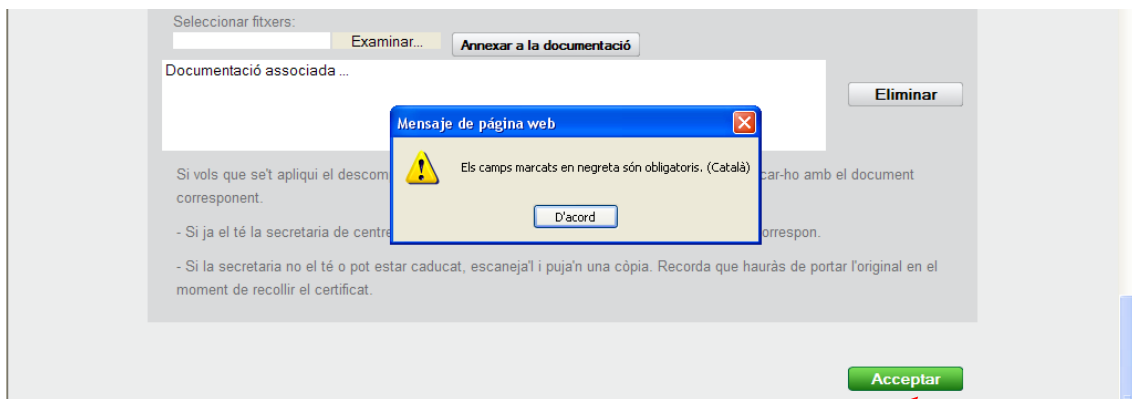 Seleccionar fitxers:
Examinar... Annexar a la documentació
Documentació associada ...
Eliminar
Mensaje de página web
Els camps marcats en negreta són obligatoris. (Català)
D'acord
Si vols que se't apliqui el descom car-ho amb el document
corresponent.
- Si ja el té la secretaria de centre orrespon.
- Si la secretaria no el té o pot estar caducat, escaneja'l i puja'n una còpia. Recorda que hauràs de portar l'original en el
moment de recollir el certificat.
Acceptar